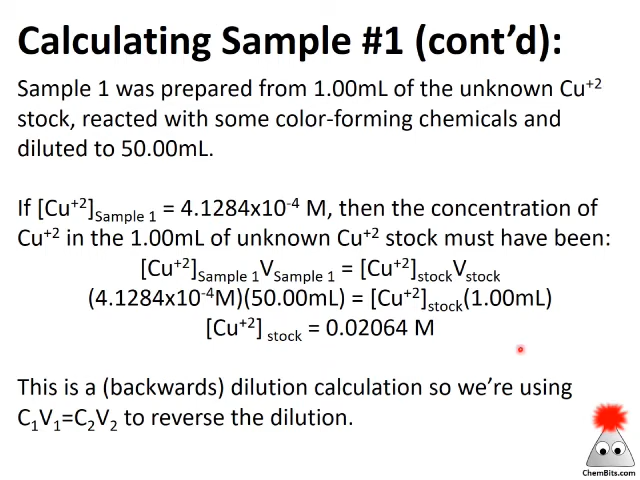 Calculating Sample #1 (cont'd):
Sample 1 was prepared from 1.00mL of the unknown Cu⁺²
stock, reacted with some color-forming chemicals and
diluted to 50.00mL.
If [Cu⁺²]Sample 1 = 4.1284x10⁻⁴ M, then the concentration of
Cu⁺² in the 1.00mL of unknown Cu⁺² stock must have been:
[Cu⁺²]Sample 1VSample 1 = [Cu⁺²]stockVstock
(4.1284x10⁻⁴M)(50.00mL) = [Cu⁺²]stock(1.00mL)
[Cu⁺²] stock = 0.02064 M
This is a (backwards) dilution calculation so we're using
C₁V₁=C₂V₂ to reverse the dilution.
ChemBits.com